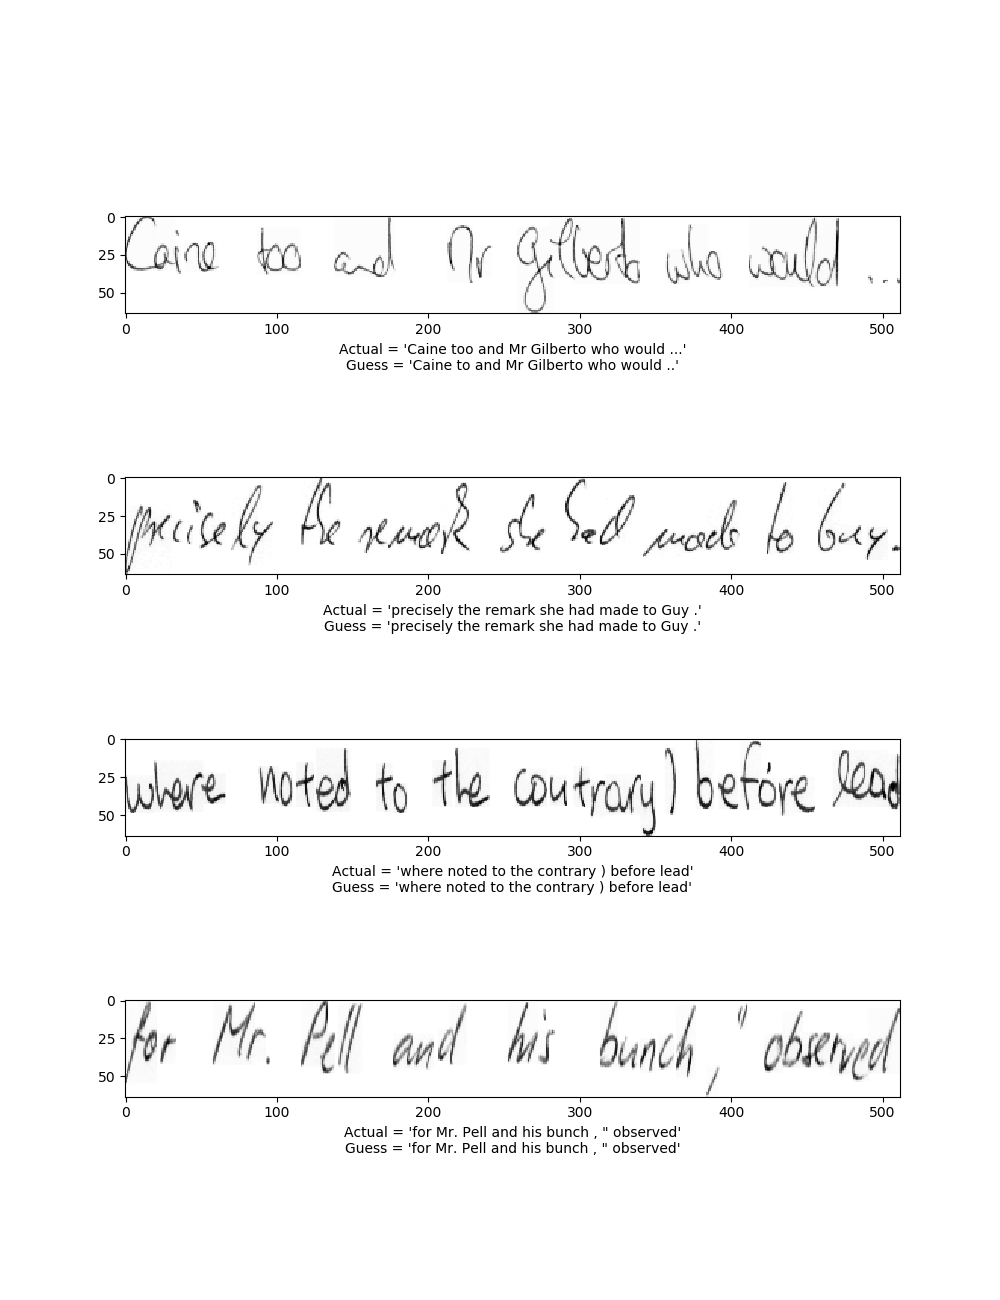 0
25
50
Caine too and Mr Gilberto who would ...
0 100 200 300 400 500
Actual = 'Caine too and Mr Gilberto who would ...'
Guess = 'Caine to and Mr Gilberto who would ..'
0
25
50
precisely the remark she had made to Guy.
0 100 200 300 400 500
Actual = 'precisely the remark she had made to Guy .'
Guess = 'precisely the remark she had made to Guy .'
0
25
50
where noted to the contrary) before lead
0 100 200 300 400 500
Actual = 'where noted to the contrary ) before lead'
Guess = 'where noted to the contrary ) before lead'
0
25
50
for Mr. Pell and his bunch, " observed
0 100 200 300 400 500
Actual = 'for Mr. Pell and his bunch , " observed'
Guess = 'for Mr. Pell and his bunch , " observed'